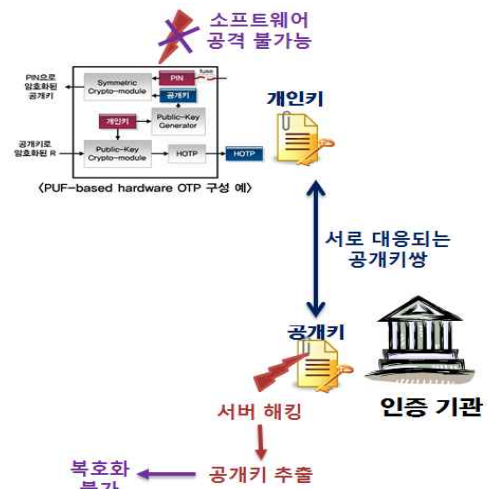 소프트웨어
공격 불가능
PIN으로
암호화된
공개키
Symmetric
Crypto-module
PIN
fuse
공개키
개인키
Public-Key
Generator
공개키로
암호화된 R
Public-Key
Crypto-module
HOTP
HOTP
<PUF-based hardware OTP 구성 예>
개인키
서로 대응되는
공개키쌍
공개키
인증 기관
서버 해킹
공개키 추출
복호화
불가